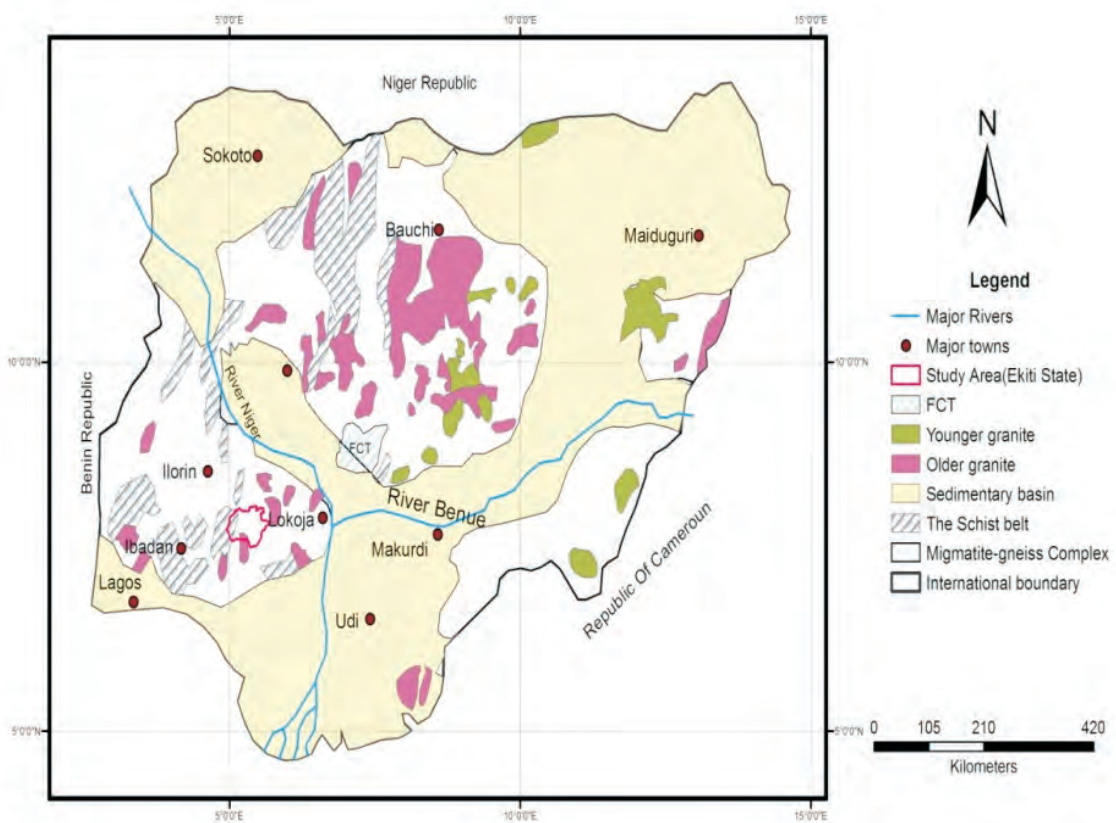 5°0'0"E 10°0'0"E 15°0'0"E
Niger Republic
Sokoto
Bauchi
Maiduguri
10°0'0"N 10°0'0"N
Benin Republic
River Niger
FCT
Ilorin
Lokoja
River Benue
Makurdi
Ibadan
Lagos
Udi
Republic Of Cameroun
5°0'0"N 5°0'0"N
5°0'0"E 10°0'0"E 15°0'0"E
N
Legend
Major Rivers
Major towns
Study Area(Ekiti State)
FCT
Younger granite
Older granite
Sedimentary basin
The Schist belt
Migmatite-gneiss Complex
International boundary
0 105 210 420
Kilometers